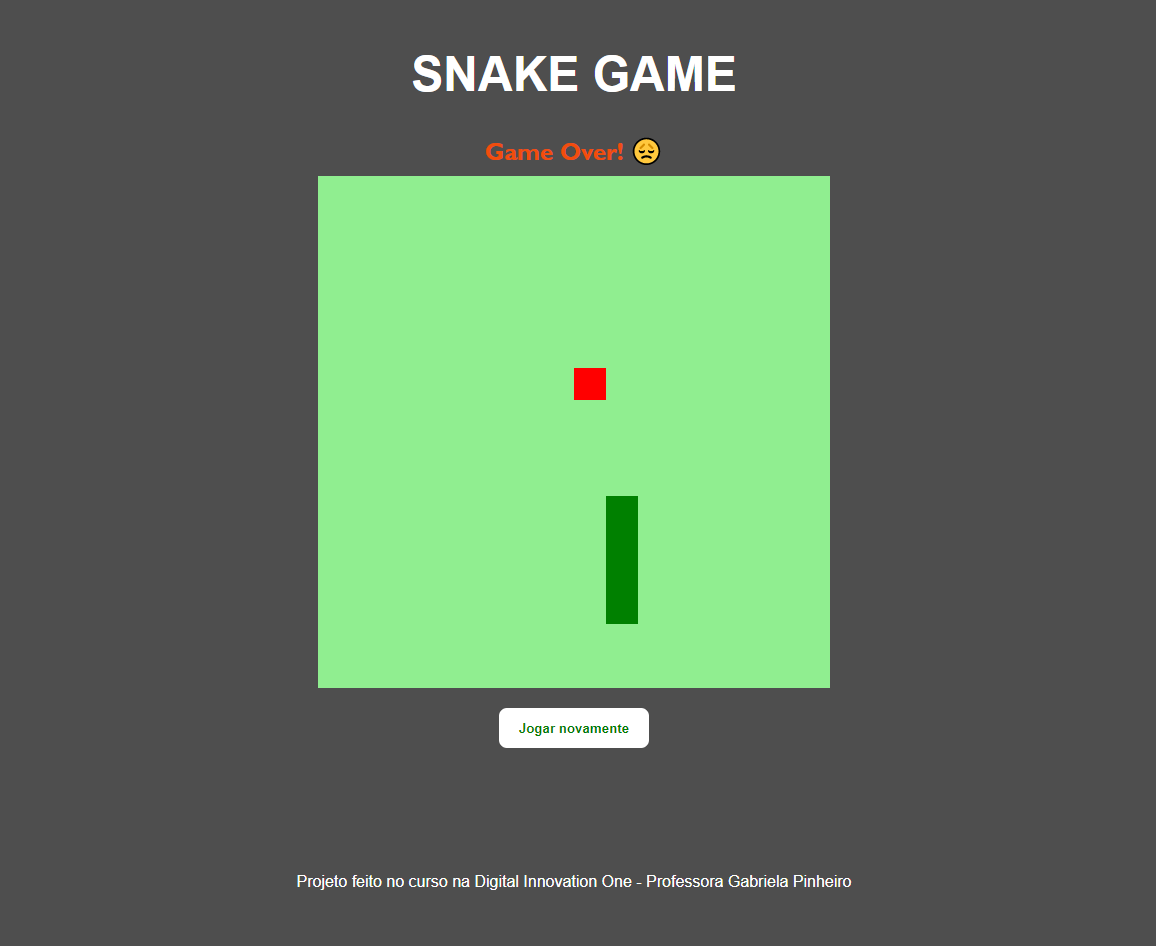 SNAKE GAME
Game Over! 😞
Jogar novamente
Projeto feito no curso na Digital Innovation One - Professora Gabriela Pinheiro